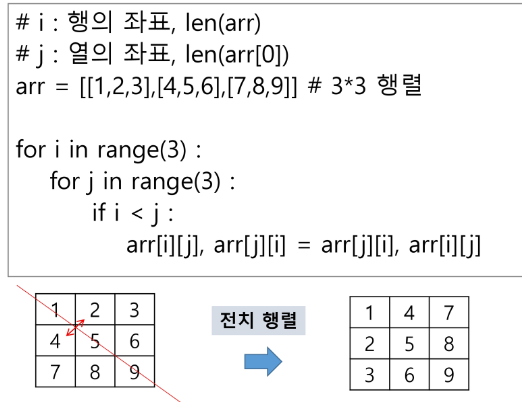 # i : 행의 좌표, len(arr)
# j : 열의 좌표, len(arr[0])
arr = [[1,2,3],[4,5,6],[7,8,9]] # 3*3 행렬
for i in range(3) :
for j in range(3) :
if i < j :
arr[i][j], arr[j][i] = arr[j][i], arr[i][j]
1 2 3
4 5 6
7 8 9
전치 행렬
1 4 7
2 5 8
3 6 9